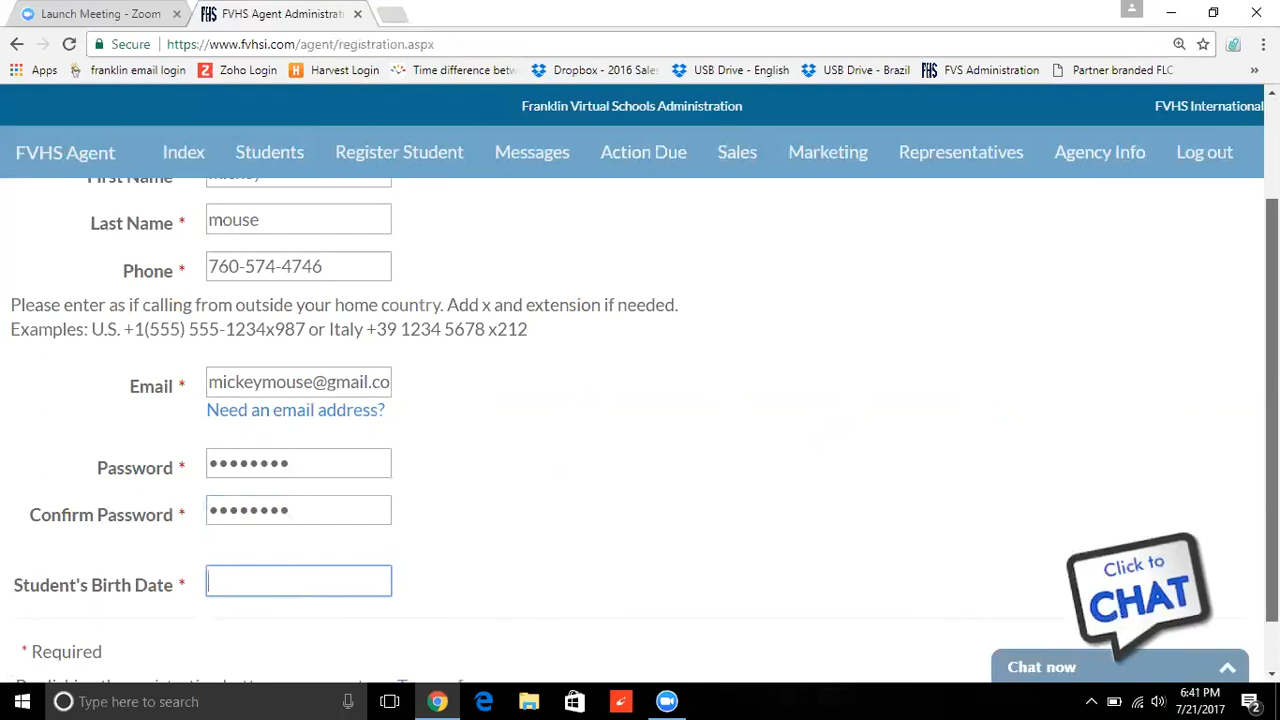 Launch Meeting - Zoom
FVHS Agent Administrati
Secure https://www.fvhsi.com/agent/registration.aspx
Apps franklin email login Zoho Login Harvest Login Time difference betw Dropbox - 2016 Sales USB Drive - English USB Drive - Brazil FVS Administration Partner branded FLC »
Franklin Virtual Schools Administration FVHS International
FVHS Agent Index Students Register Student Messages Action Due Sales Marketing Representatives Agency Info Log out
First Name *
Last Name * mouse
Phone * 760-574-4746
Please enter as if calling from outside your home country. Add x and extension if needed.
Examples: U.S. +1(555) 555-1234x987 or Italy +39 1234 5678 x212
Email * mickeymouse@gmail.co
Need an email address?
Password * ••••••••
Confirm Password * ••••••••
Student's Birth Date *
Click to
CHAT
* Required
Chat now
Type here to search
6:41 PM
7/21/2017
2